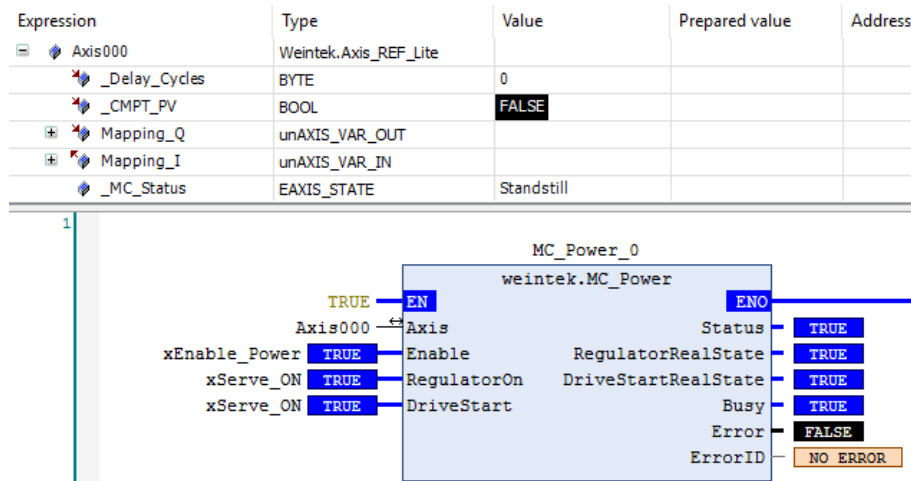 Expression Type Value Prepared value Address
Axis000 Weintek.Axis_REF_Lite
_Delay_Cycles BYTE 0
_CMPT_PV BOOL FALSE
Mapping_Q unAXIS_VAR_OUT
Mapping_I unAXIS_VAR_IN
_MC_Status EAXIS_STATE Standstill
1
MC_Power_0
weintek.MC_Power
TRUE EN ENO
Axis000 Axis Status TRUE
xEnable_Power TRUE Enable RegulatorRealState TRUE
xServe_ON TRUE RegulatorOn DriveStartRealState TRUE
xServe_ON TRUE DriveStart Busy TRUE
Error FALSE
ErrorID NO ERROR